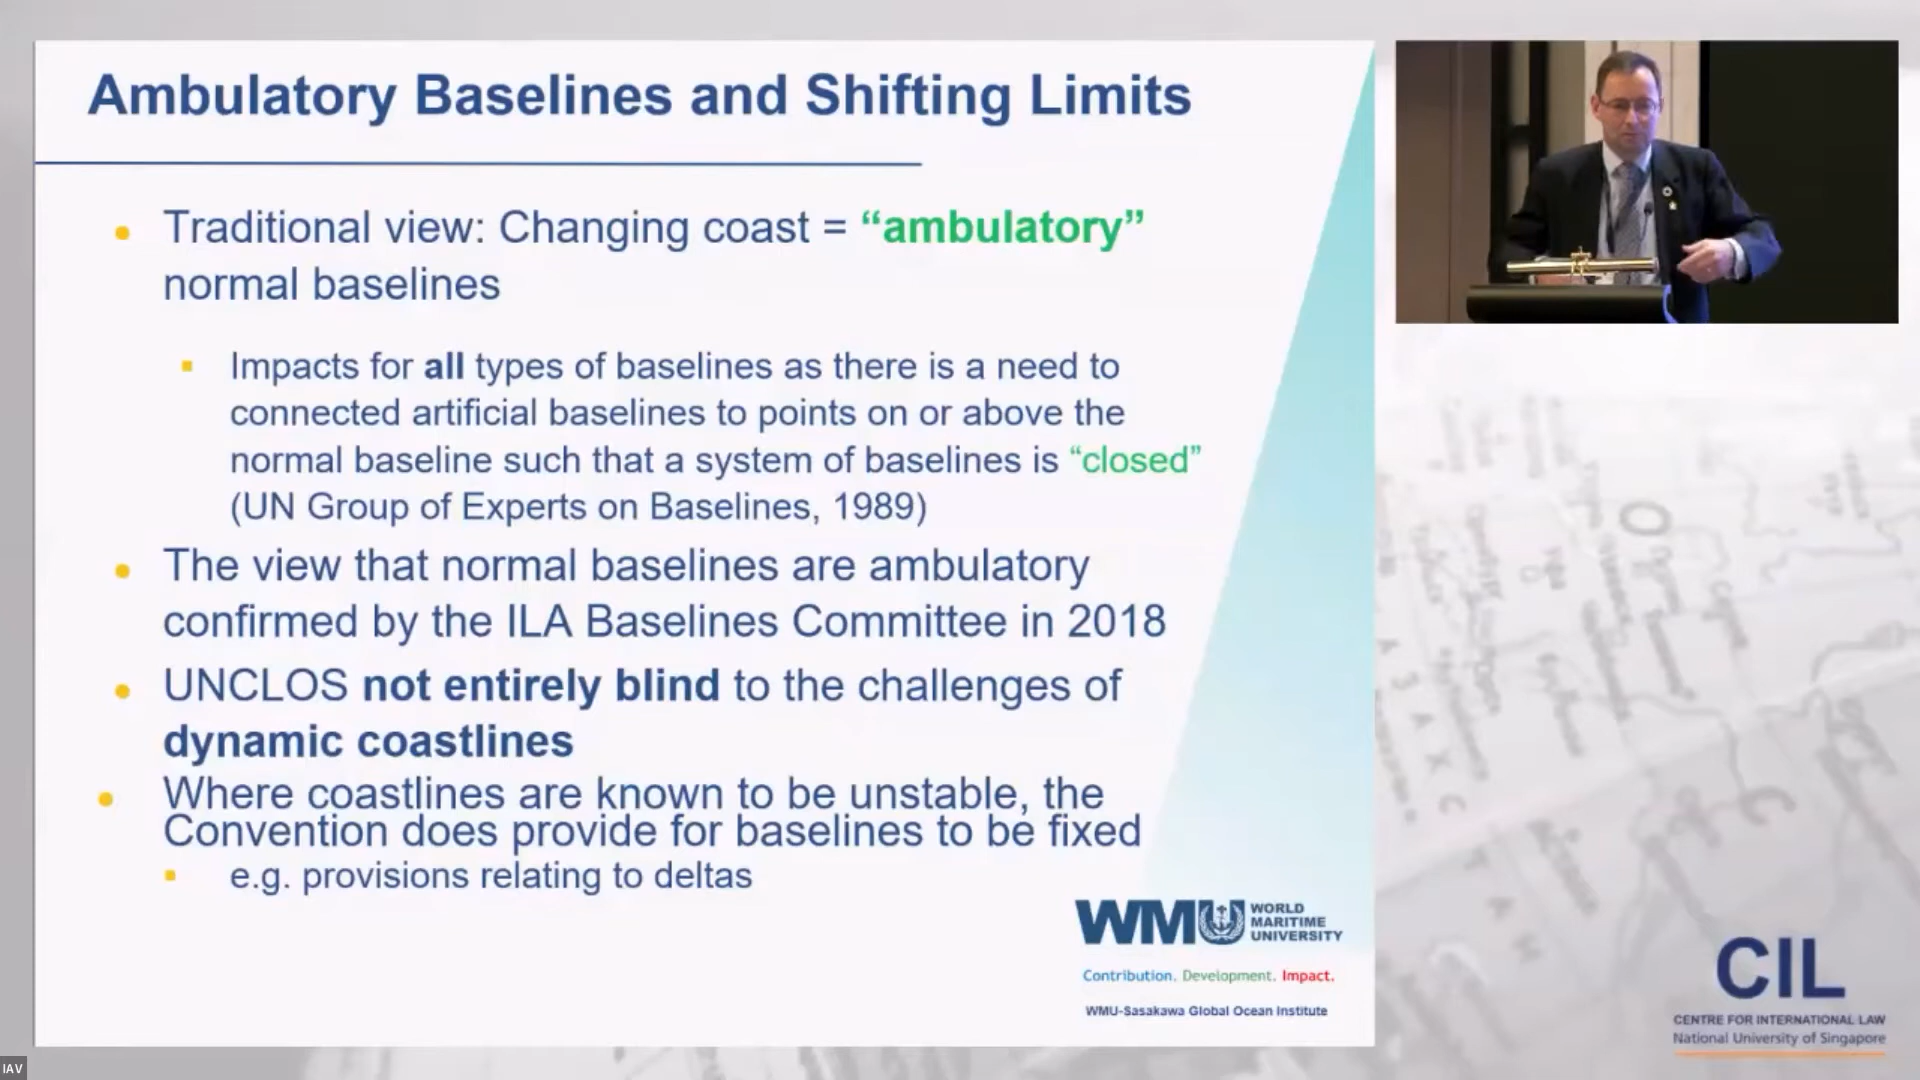 Ambulatory Baselines and Shifting Limits
Traditional view: Changing coast = “ambulatory”
normal baselines
Impacts for all types of baselines as there is a need to
connected artificial baselines to points on or above the
normal baseline such that a system of baselines is “closed”
(UN Group of Experts on Baselines, 1989)
The view that normal baselines are ambulatory
confirmed by the ILA Baselines Committee in 2018
UNCLOS not entirely blind to the challenges of
dynamic coastlines
Where coastlines are known to be unstable, the
Convention does provide for baselines to be fixed
e.g. provisions relating to deltas
WMU WORLD
MARITIME
UNIVERSITY
Contribution. Development. Impact.
WMU-Sasakawa Global Ocean Institute
CIL
CENTRE FOR INTERNATIONAL LAW
National University of Singapore
IAV